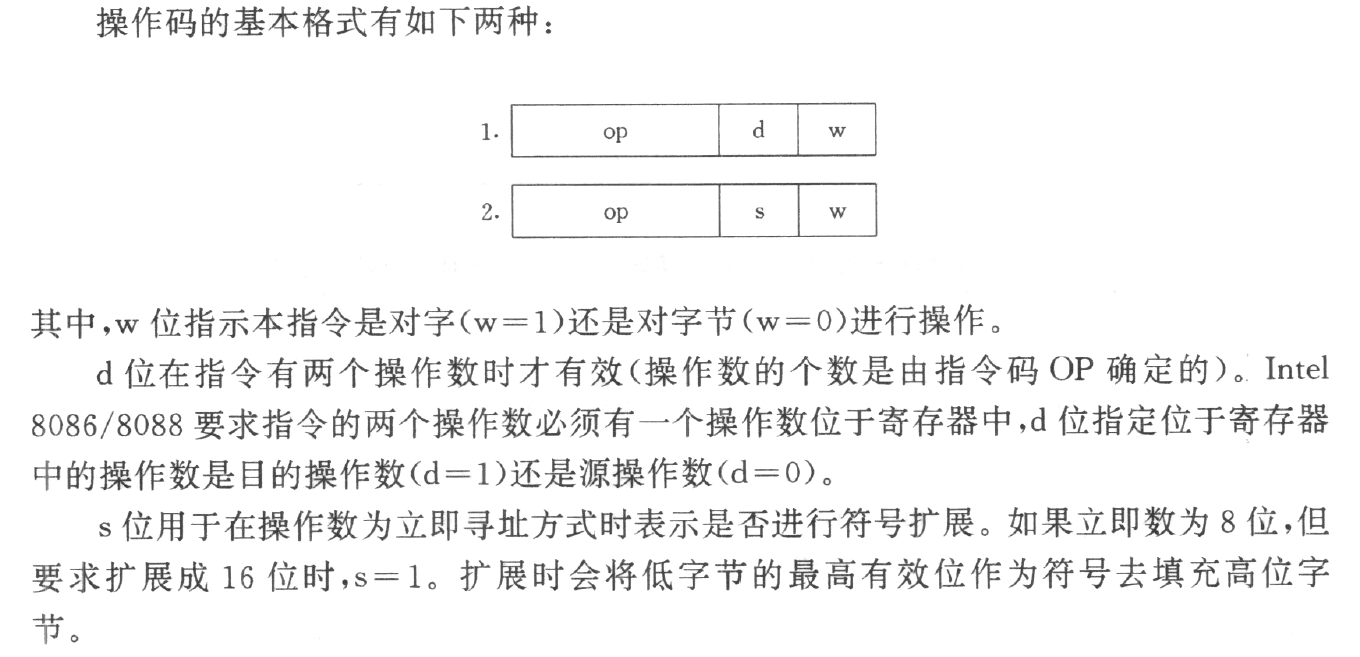 操作码的基本格式有如下两种：
1. op d w
2. op s w
其中,w 位指示本指令是对字(w=1)还是对字节(w=0)进行操作。
d 位在指令有两个操作数时才有效(操作数的个数是由指令码 OP 确定的)。Intel
8086/8088 要求指令的两个操作数必须有一个操作数位于寄存器中,d 位指定位于寄存器
中的操作数是目的操作数(d=1)还是源操作数(d=0)。
s 位用于在操作数为立即寻址方式时表示是否进行符号扩展。如果立即数为 8 位,但
要求扩展成 16 位时,s=1。扩展时会将低字节的最高有效位作为符号去填充高位字
节。